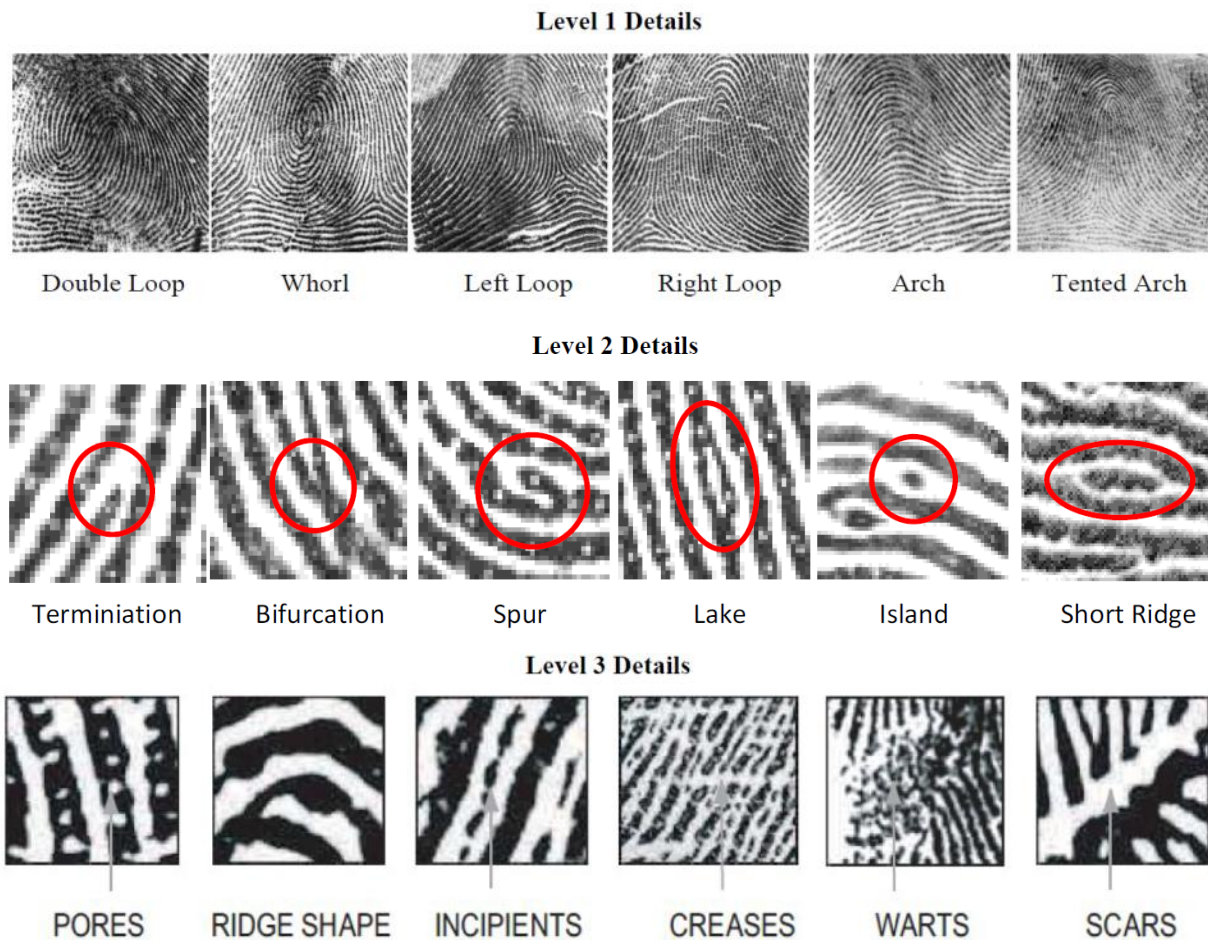 Level 1 Details
Double Loop Whorl Left Loop Right Loop Arch Tented Arch
Level 2 Details
Terminiation Bifurcation Spur Lake Island Short Ridge
Level 3 Details
PORES RIDGE SHAPE INCIPIENTS CREASES WARTS SCARS